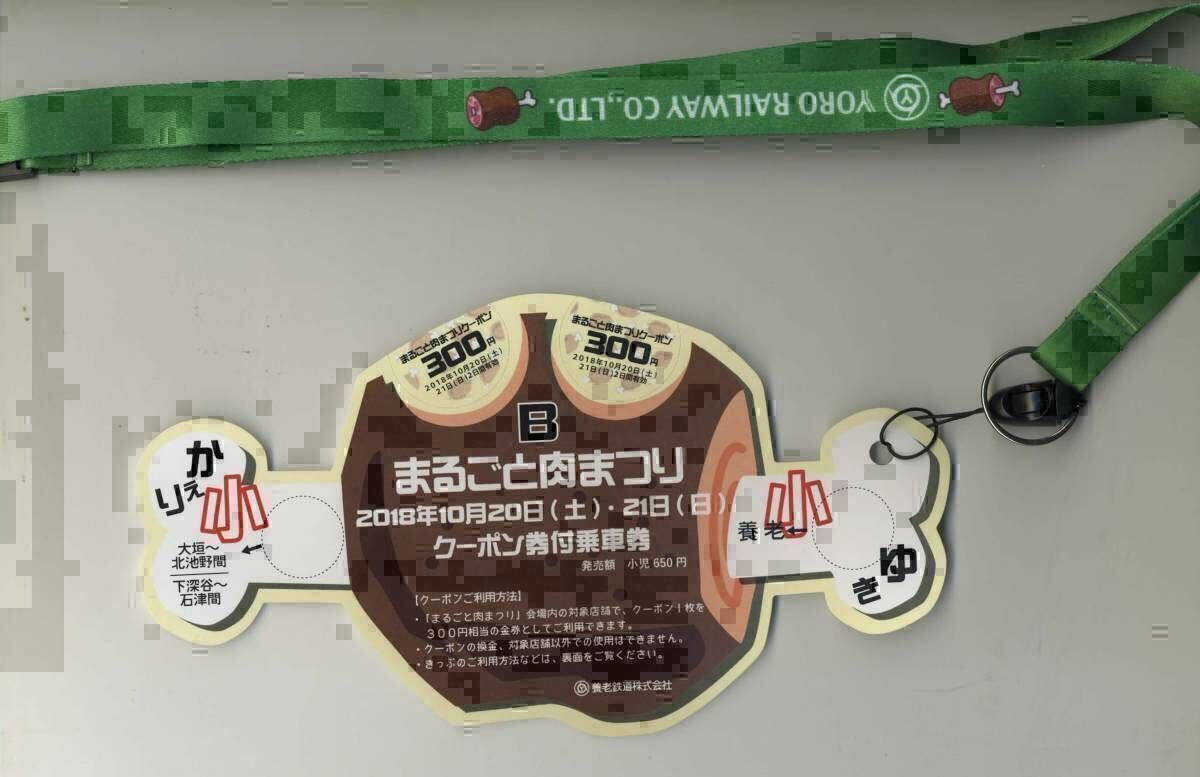 YORO RAILWAY CO.,LTD.
まるごと肉まつりクーポン
300円
2018年10月20日(土)
21日(日)2日間有効
まるごと肉まつりクーポン
300円
2018年10月20日(土)
21日(日)2日間有効
B
まるごと肉まつり
2018年10月20日(土)・21日(日)
クーポン券付乗車券
発売額 小児 650円
【クーポンご利用方法】
・「まるごと肉まつり」会場内の対象店舗で、クーポン1枚を
300円相当の金券としてご利用できます。
・クーポンの換金、対象店舗以外での使用はできません。
・きっぷのご利用方法などは、裏面をご覧ください。
養老鉄道株式会社
かえり
小
大垣〜
北池野間
下深谷〜
石津間
←
小
養老←
ゆき